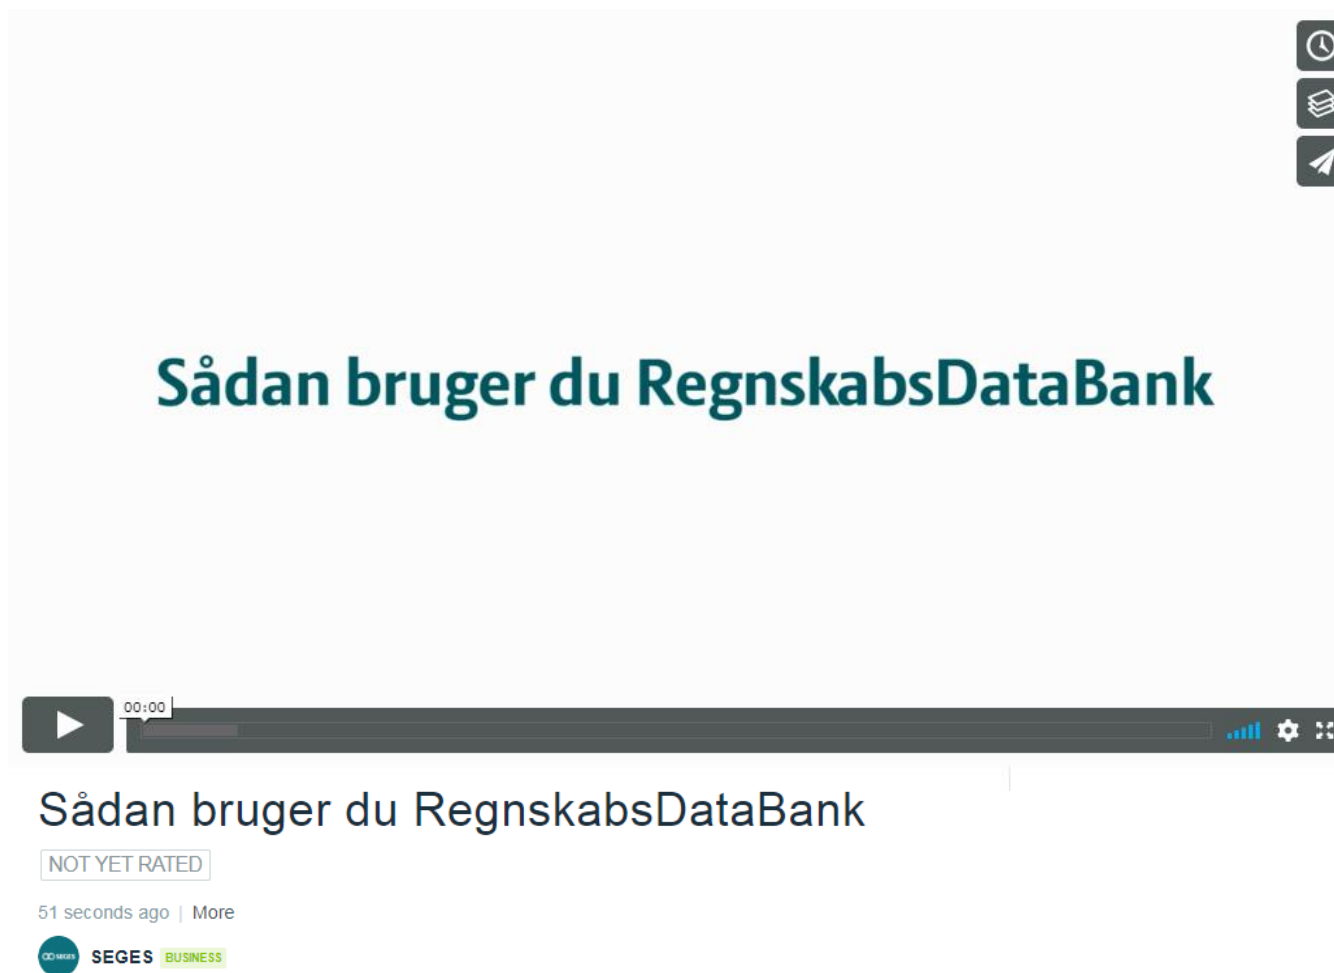 Sådan bruger du RegnskabsDataBank
00:00
Sådan bruger du RegnskabsDataBank
NOT YET RATED
51 seconds ago | More
SEGES SEGES BUSINESS